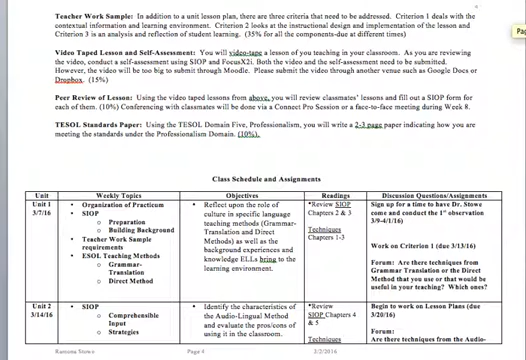 Teacher Work Sample: In addition to a unit lesson plan, there are three criteria that need to be addressed. Criterion 1 deals with the
contextual information and learning environment. Criterion 2 looks at the instructional design and implementation of the lesson and
Criterion 3 is an analysis and reflection of student learning. (35% for all the components-due at different times)
Video Taped Lesson and Self-Assessment: You will video-tape a lesson of you teaching in your classroom. As you are reviewing
the video, conduct a self-assessment using SIOP and FocusX2i. Both the video and the self-assessment need to be submitted.
However, the video will be too big to submit through Moodle. Please submit the video through another venue such as Google Docs or
Dropbox. (15%)
Peer Review of Lesson: Using the video taped lessons from above, you will review classmates' lessons and fill out a SIOP form for
each of them. (10%) Conferencing with classmates will be done via a Connect Pro Session or a face-to-face meeting during Week 8.
TESOL Standards Paper: Using the TESOL Domain Five, Professionalism, you will write a 2-3 page paper indicating how you are
meeting the standards under the Professionalism Domain. (10%).
Class Schedule and Assignments
Unit Weekly Topics Objectives Readings Discussion Questions/Assignments
Unit 1
3/7/16
• Organization of Practicum
• SIOP
o Preparation
o Building Background
• Teacher Work Sample
requirements
• ESOL Teaching Methods
o Grammar-
Translation
o Direct Method
• Reflect upon the role of
culture in specific language
teaching methods (Grammar-
Translation and Direct
Methods) as well as the
background experiences and
knowledge ELLs bring to the
learning environment.
*Review SIOP
Chapters 2 & 3
Techniques
Chapters 1-3
Sign up for a time to have Dr. Stowe
come and conduct the 1st observation
3/9-4/1/16)
Work on Criterion 1 (due 3/13/16)
Forum: Are there techniques from
Grammar Translation or the Direct
Method that you use or that would be
useful in your teaching? Which ones?
Unit 2
3/14/16
• SIOP
o Comprehensible
Input
o Strategies
• Identify the characteristics of
the Audio-Lingual Method
and evaluate the pros/cons of
using it in the classroom.
*Review
SIOP Chapters 4
& 5
Techniques
Begin to work on Lesson Plans (due
3/20/16)
Forum:
Are there techniques from the Audio-
Ramona Stowe Page 4 3/2/2016
Pag